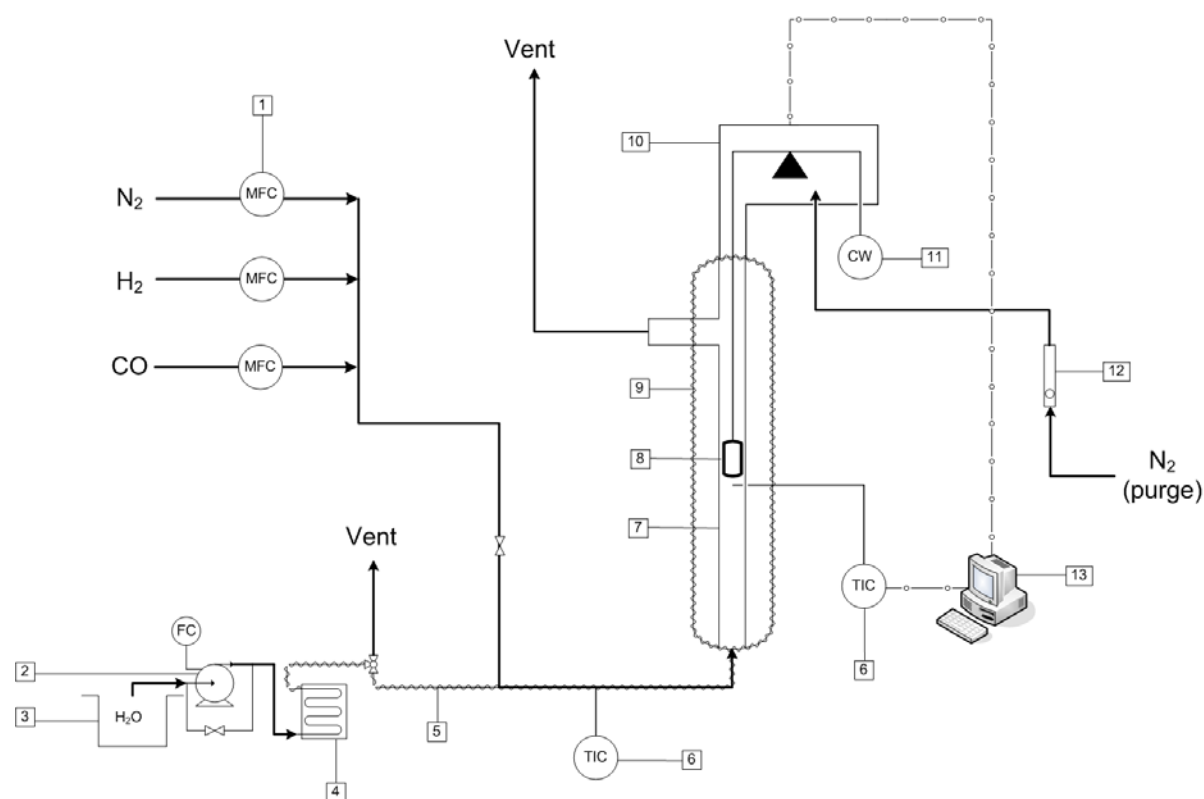 Vent
1
10
N₂
MFC
H₂
MFC
CW
11
CO
MFC
9
12
8
N₂
(purge)
7
Vent
TIC
13
FC
2
6
3
H₂O
5
TIC
6
4